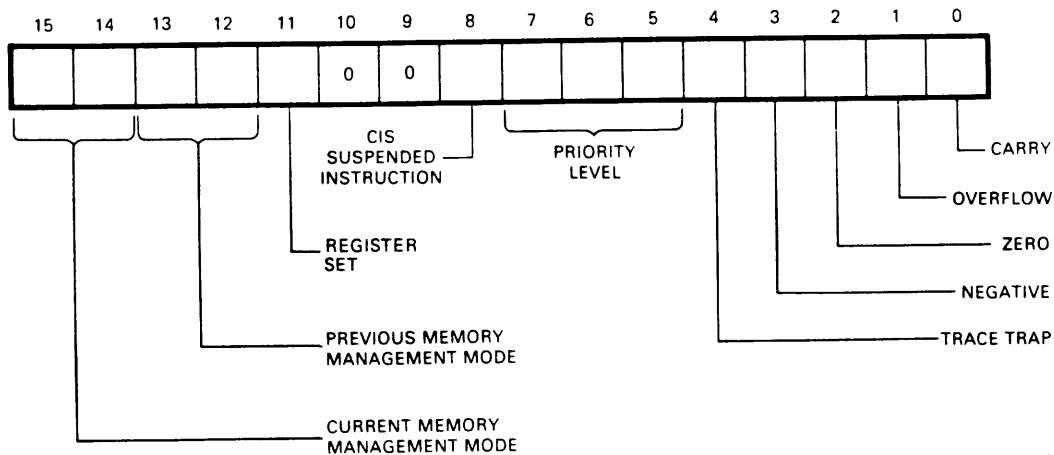 15 14 13 12 11 10 9 8 7 6 5 4 3 2 1 0
0 0
CIS
SUSPENDED
INSTRUCTION
PRIORITY
LEVEL
CARRY
OVERFLOW
REGISTER
SET
ZERO
NEGATIVE
PREVIOUS MEMORY
MANAGEMENT MODE
TRACE TRAP
CURRENT MEMORY
MANAGEMENT MODE